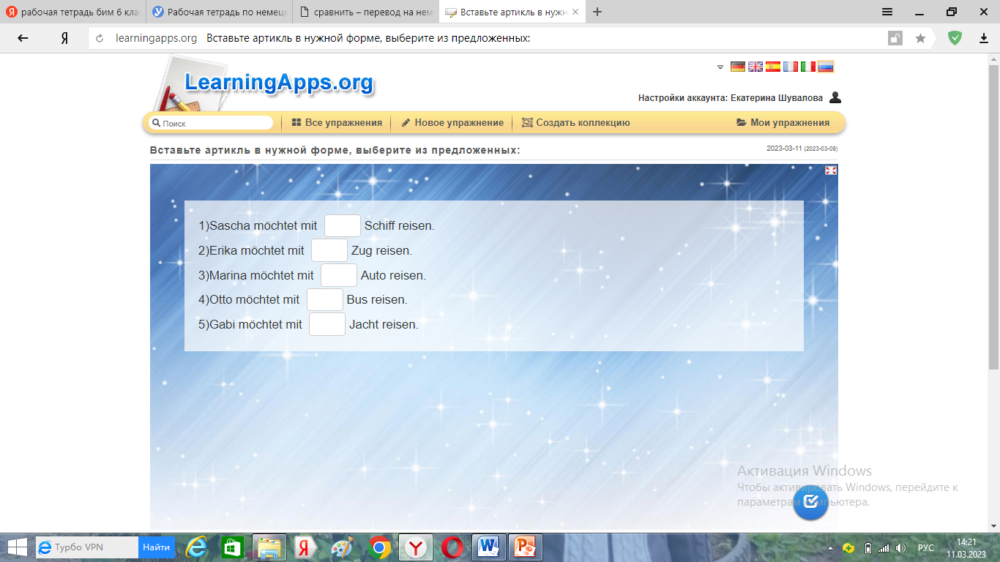 рабочая тетрадь бим 6 кла
Рабочая тетрадь по немец
сравнить – перевод на нем
Вставьте артикль в нужн
learningapps.org Вставьте артикль в нужной форме, выберите из предложенных:
LearningApps.org
Настройки аккаунта: Екатерина Шувалова
Поиск
Все упражнения
Новое упражнение
Создать коллекцию
Мои упражнения
Вставьте артикль в нужной форме, выберите из предложенных:
2023-03-11 (2023-03-09)
1)Sascha möchtet mit Schiff reisen.
2)Erika möchtet mit Zug reisen.
3)Marina möchtet mit Auto reisen.
4)Otto möchtet mit Bus reisen.
5)Gabi möchtet mit Jacht reisen.
Активация Windows
Чтобы активировать Windows, перейдите к
параметрам компьютера.
Турбо VPN
Найти
РУС
14:21
11.03.2023